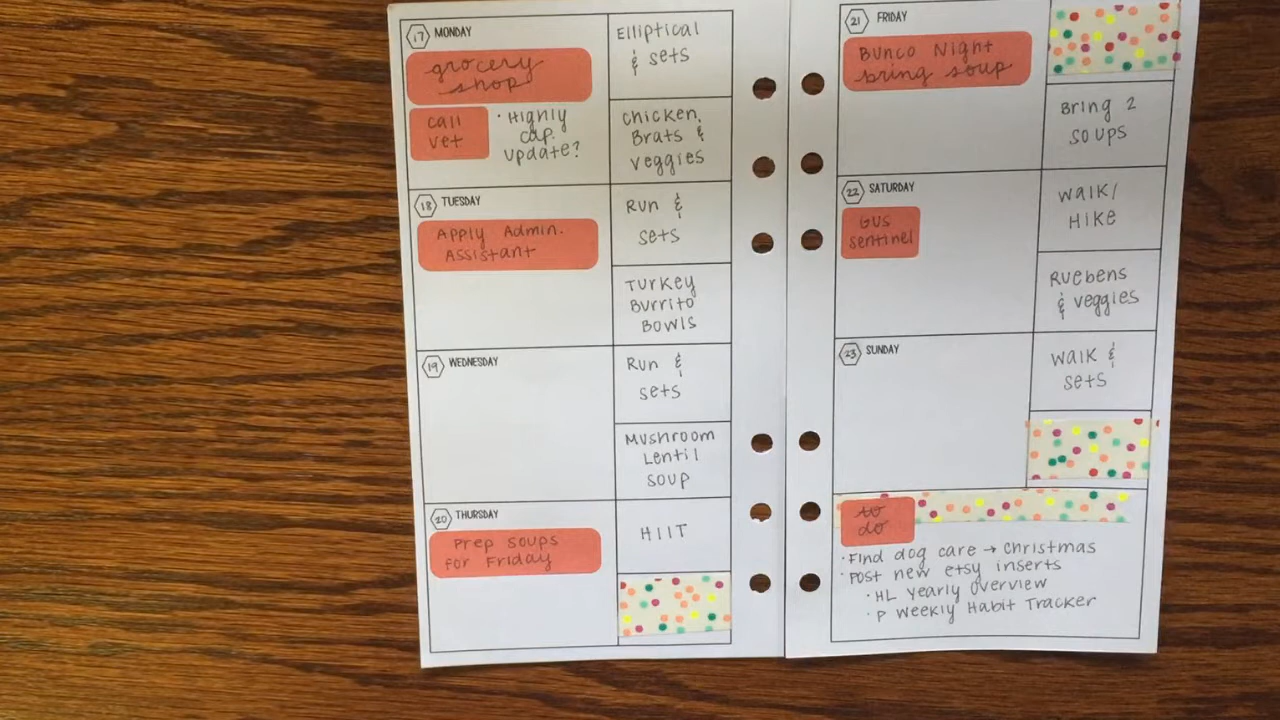 17 MONDAY
grocery
shop
call
vet
• Highly
cap.
update?
Elliptical
& sets
Chicken,
Brats &
veggies
18 TUESDAY
Apply Admin.
Assistant
Run &
sets
Turkey
Burrito
Bowls
19 WEDNESDAY
Run &
sets
Mushroom
Lentil
soup
20 THURSDAY
Prep soups
for Friday
HIIT
21 FRIDAY
Bunco Night
bring soup
Bring 2
soups
22 SATURDAY
Gus
sentinel
Walk/
Hike
Ruebens
& veggies
23 SUNDAY
Walk &
sets
to
do
• Find dog care → Christmas
• Post new etsy inserts
• HL Yearly Overview
• P Weekly Habit Tracker